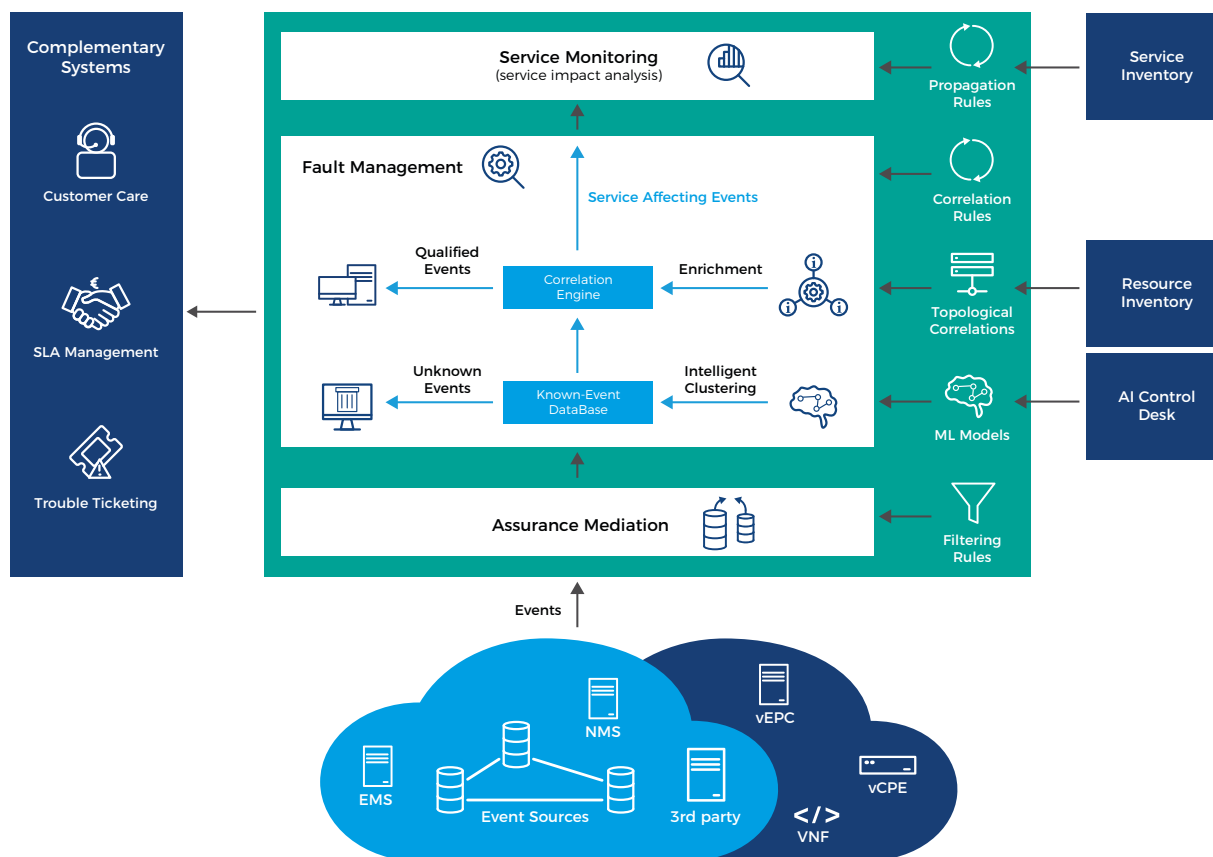 Complementary
Systems
Customer Care
€
SLA Management
Trouble Ticketing
Service Monitoring
(service impact analysis)
Propagation
Rules
Service
Inventory
Fault Management
Service Affecting Events
Correlation
Rules
Qualified
Events
Correlation
Engine
Enrichment
i
i
i
Topological
Correlations
Resource
Inventory
Unknown
Events
Known-Event
DataBase
Intelligent
Clustering
ML Models
AI Control
Desk
Assurance Mediation
Filtering
Rules
Events
NMS
EMS
Event Sources
3rd party
vEPC
vCPE
</>
VNF